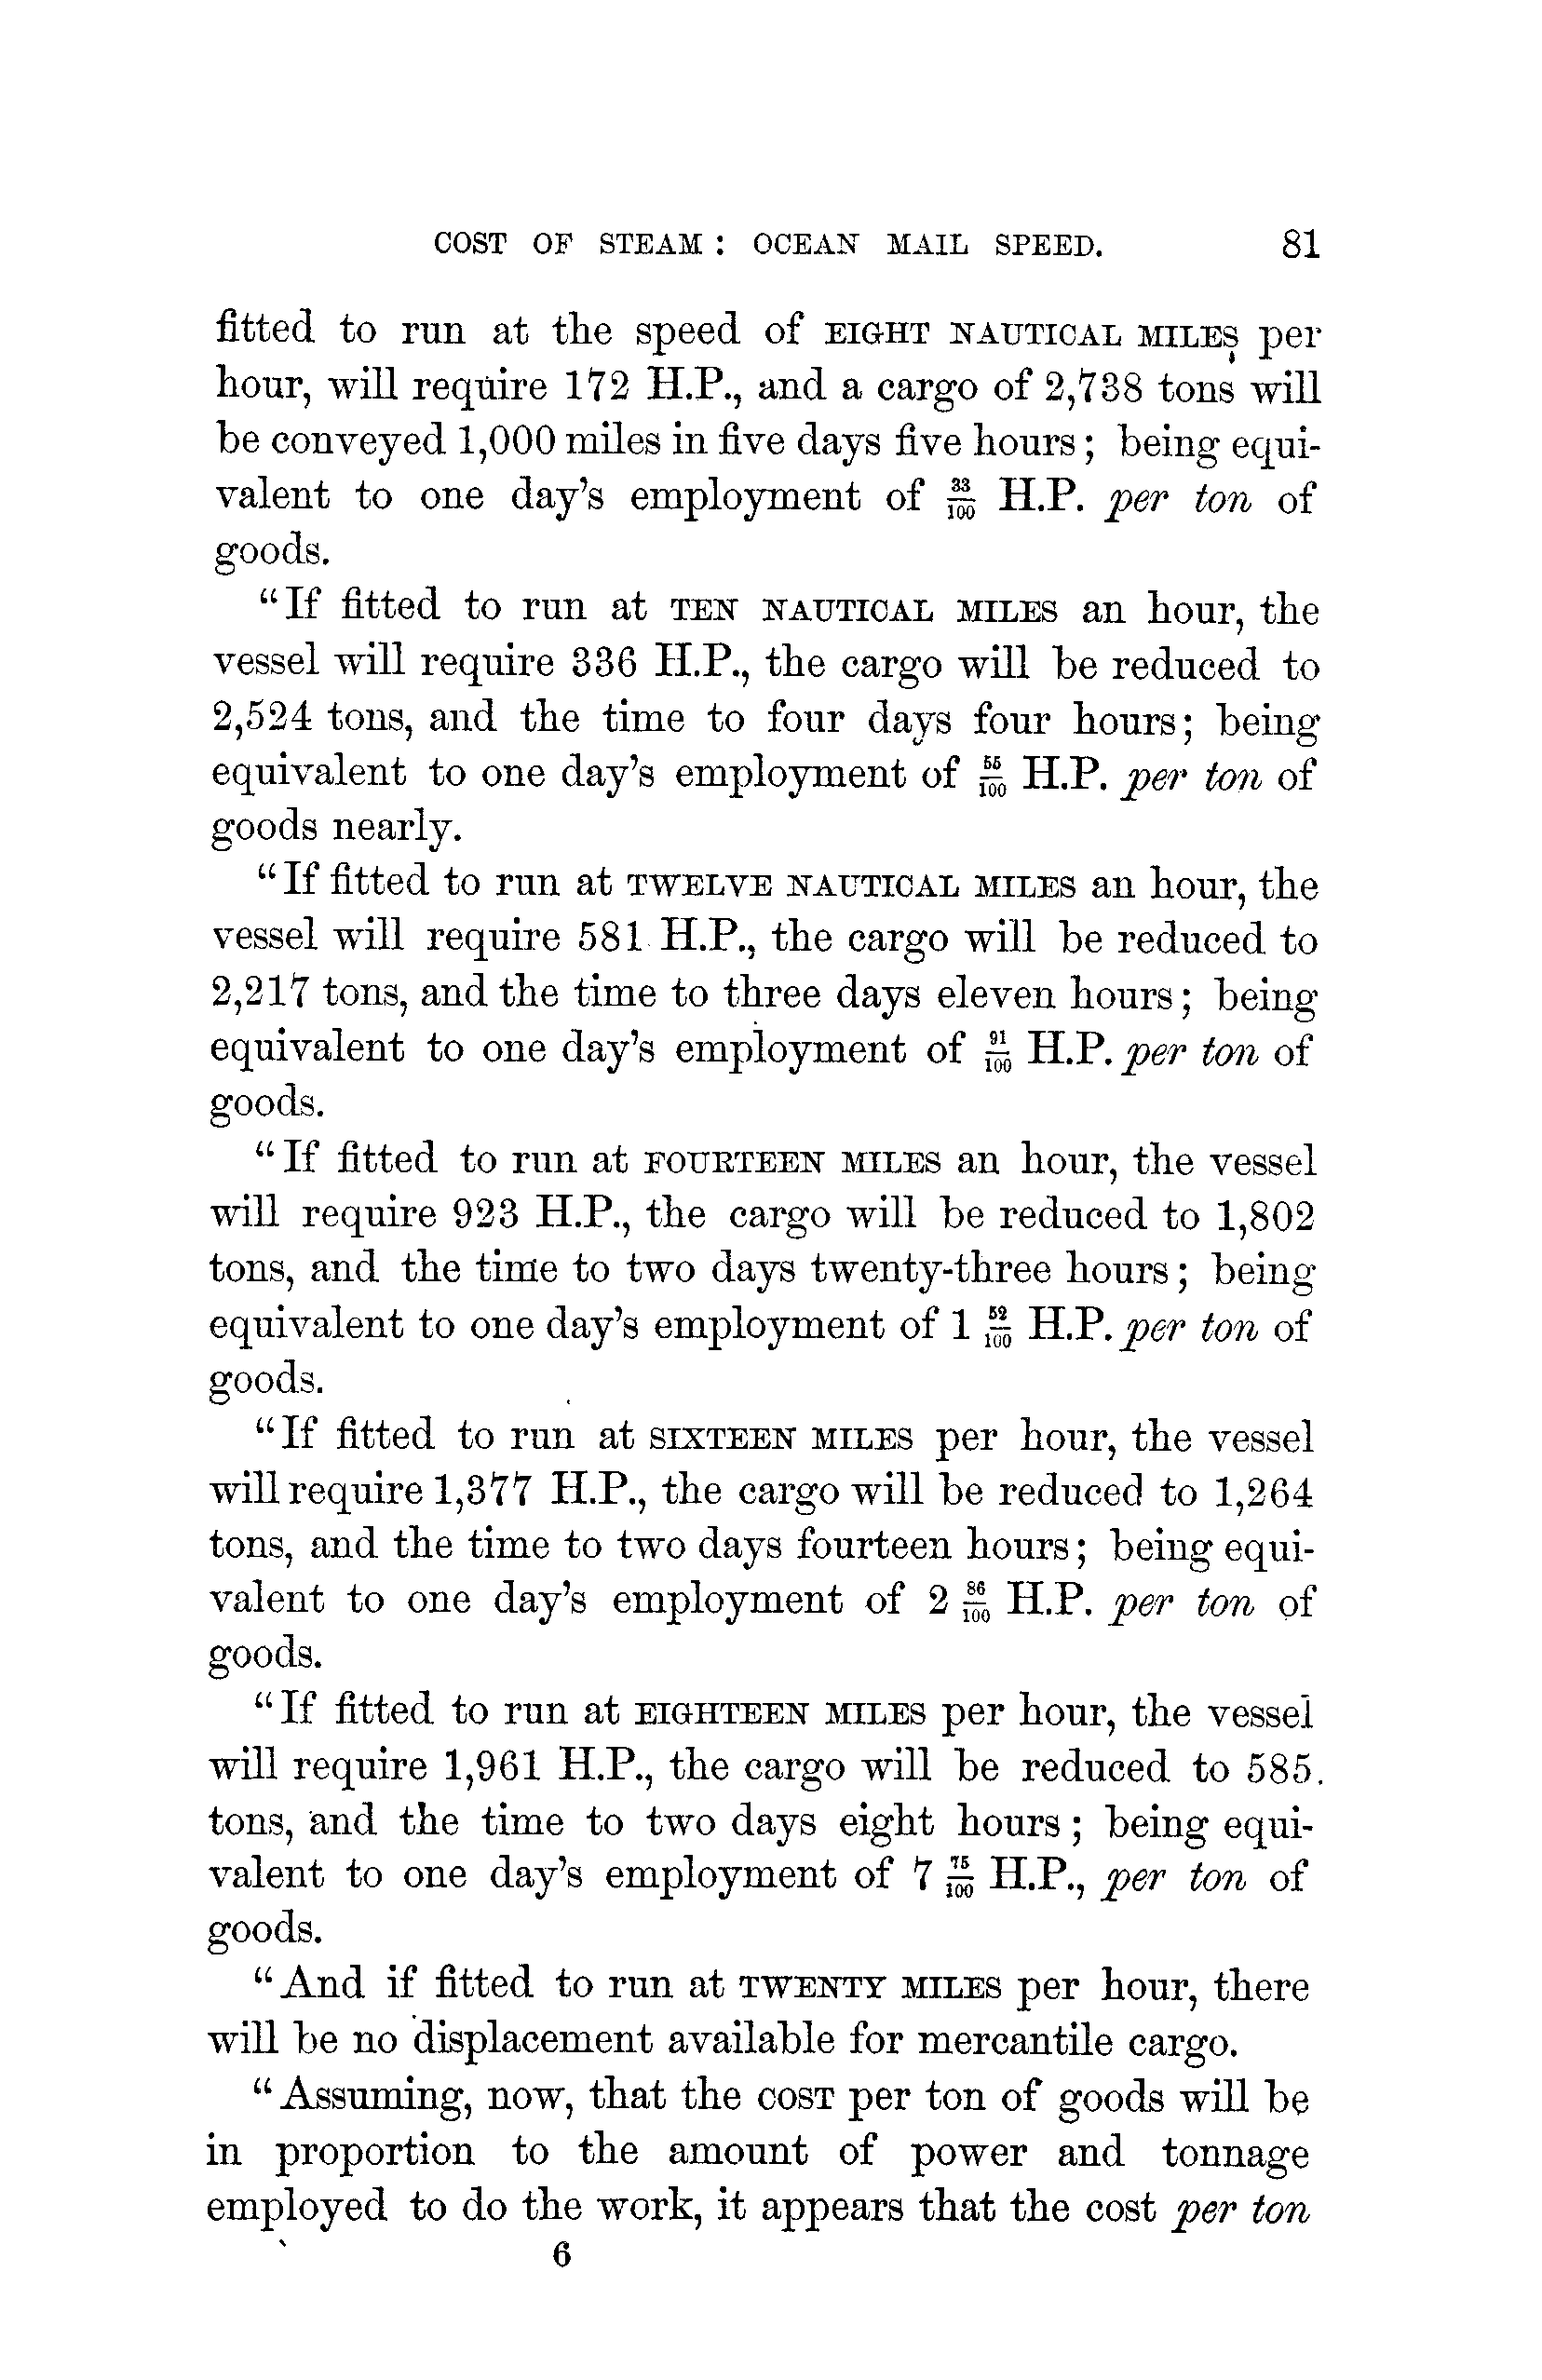 COST OF STEAM : OCEAN MAIL SPEED. 81
fitted to run at the speed of EIGHT NAUTICAL MILES per
hour, will require 172 H.P., and a cargo of 2,738 tons will
be conveyed 1,000 miles in five days five hours; being equi-
valent to one day's employment of 33/100 H.P. per ton of
goods.
"If fitted to run at TEN NAUTICAL MILES an hour, the
vessel will require 336 H.P., the cargo will be reduced to
2,524 tons, and the time to four days four hours; being
equivalent to one day's employment of 55/100 H.P. per ton of
goods nearly.
"If fitted to run at TWELVE NAUTICAL MILES an hour, the
vessel will require 581 H.P., the cargo will be reduced to
2,217 tons, and the time to three days eleven hours; being
equivalent to one day's employment of 91/100 H.P. per ton of
goods.
"If fitted to run at FOURTEEN MILES an hour, the vessel
will require 923 H.P., the cargo will be reduced to 1,802
tons, and the time to two days twenty-three hours; being
equivalent to one day's employment of 1 52/100 H.P. per ton of
goods.
"If fitted to run at SIXTEEN MILES per hour, the vessel
will require 1,377 H.P., the cargo will be reduced to 1,264
tons, and the time to two days fourteen hours; being equi-
valent to one day's employment of 2 86/100 H.P. per ton of
goods.
"If fitted to run at EIGHTEEN MILES per hour, the vessel
will require 1,961 H.P., the cargo will be reduced to 585.
tons, and the time to two days eight hours; being equi-
valent to one day's employment of 7 75/100 H.P., per ton of
goods.
"And if fitted to run at TWENTY MILES per hour, there
will be no displacement available for mercantile cargo.
"Assuming, now, that the COST per ton of goods will be
in proportion to the amount of power and tonnage
employed to do the work, it appears that the cost per ton
6